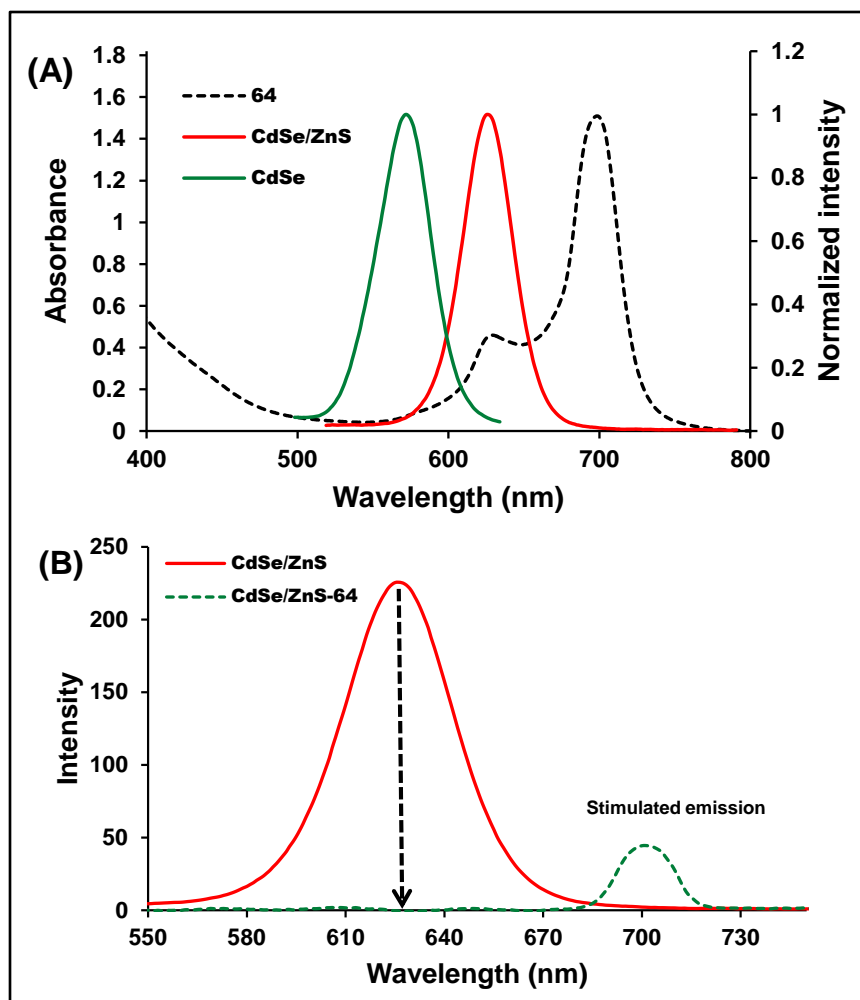 (A)
64
CdSe/ZnS
CdSe
Absorbance
Normalized intensity
1.8
1.6
1.4
1.2
1
0.8
0.6
0.4
0.2
0
1.2
1
0.8
0.6
0.4
0.2
0
400 500 600 700 800
Wavelength (nm)
(B)
CdSe/ZnS
CdSe/ZnS-64
Intensity
250
200
150
100
50
0
Stimulated emission
550 580 610 640 670 700 730
Wavelength (nm)